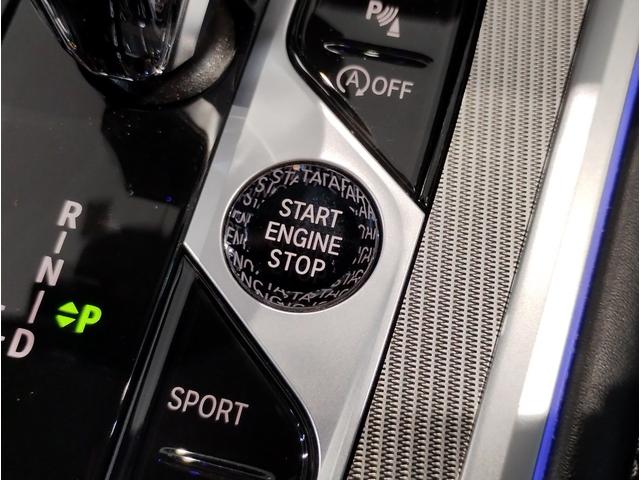 P
A OFF
START
ENGINE
STOP
R
N
P
D
SPORT